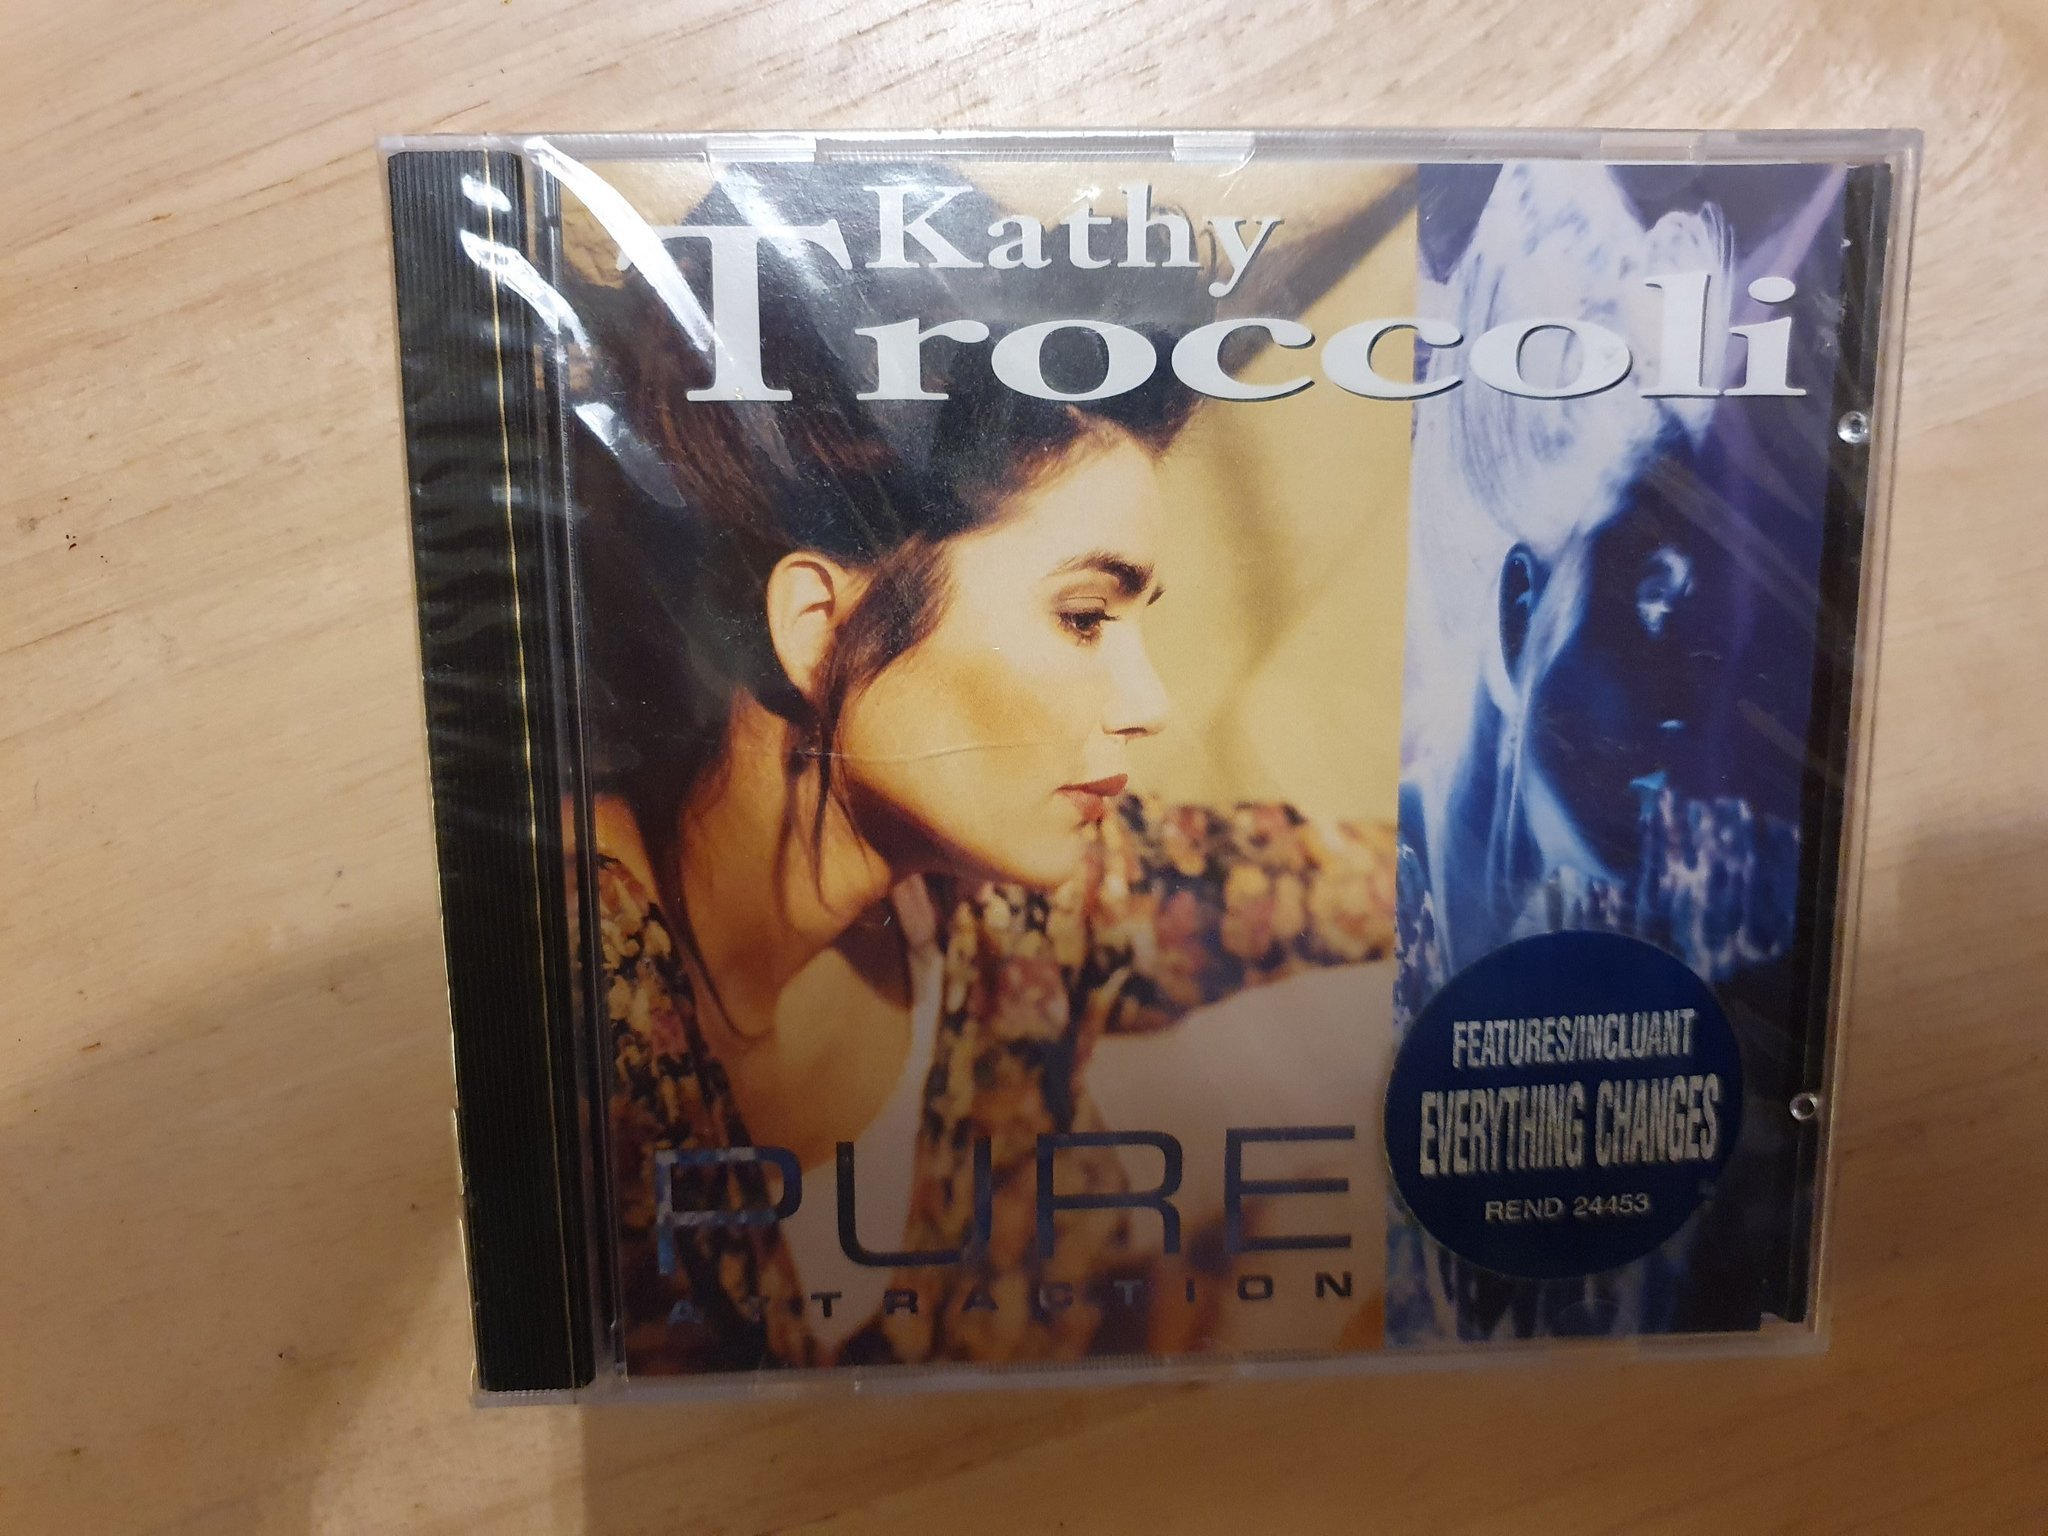 Kathy
Troccoli
PURE
ATTRACTION
FEATURES/INCLUANT
EVERYTHING CHANGES
REND 24453